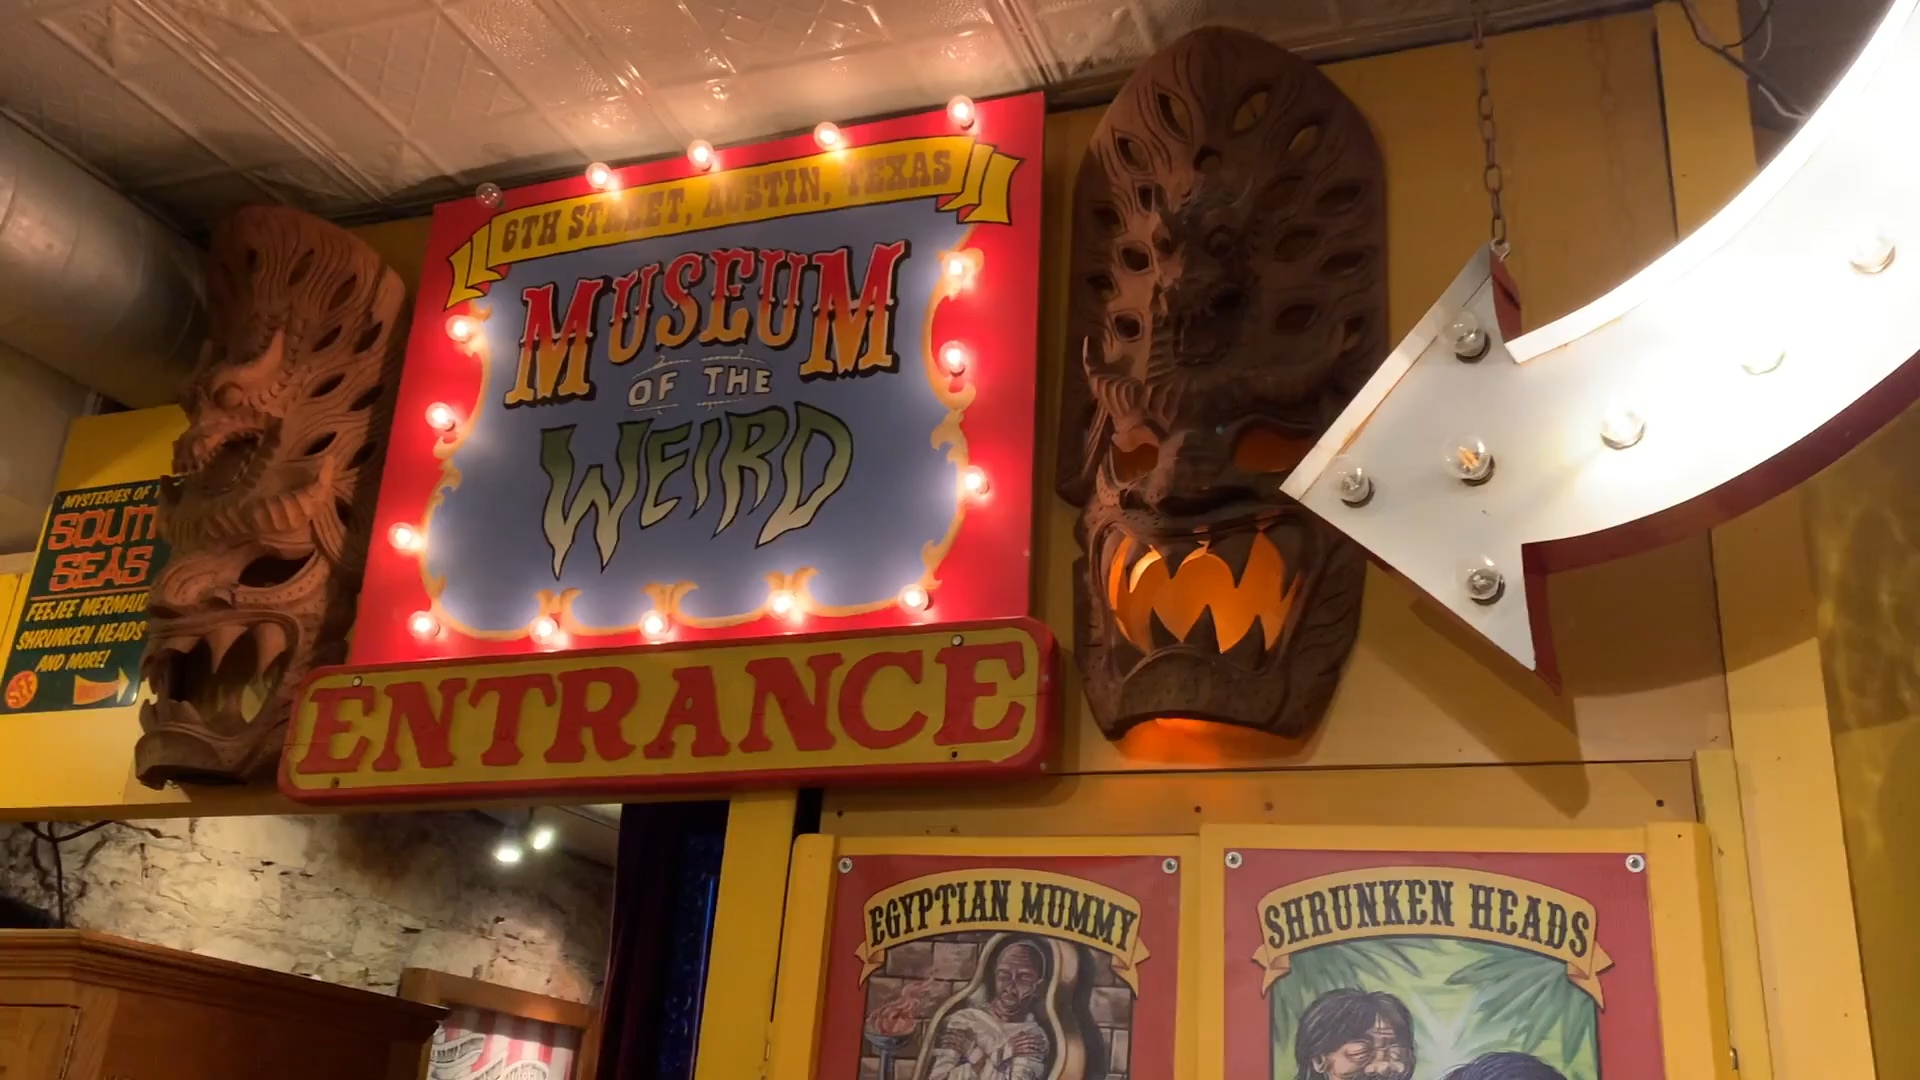 6TH STREET, AUSTIN, TEXAS
MUSEUM
OF THE
WEIRD
ENTRANCE
MYSTERIES OF
SOUTH
SEAS
FEEJEE MERMAID
SHRUNKEN HEADS
AND MORE!
SEE
EGYPTIAN MUMMY
SHRUNKEN HEADS